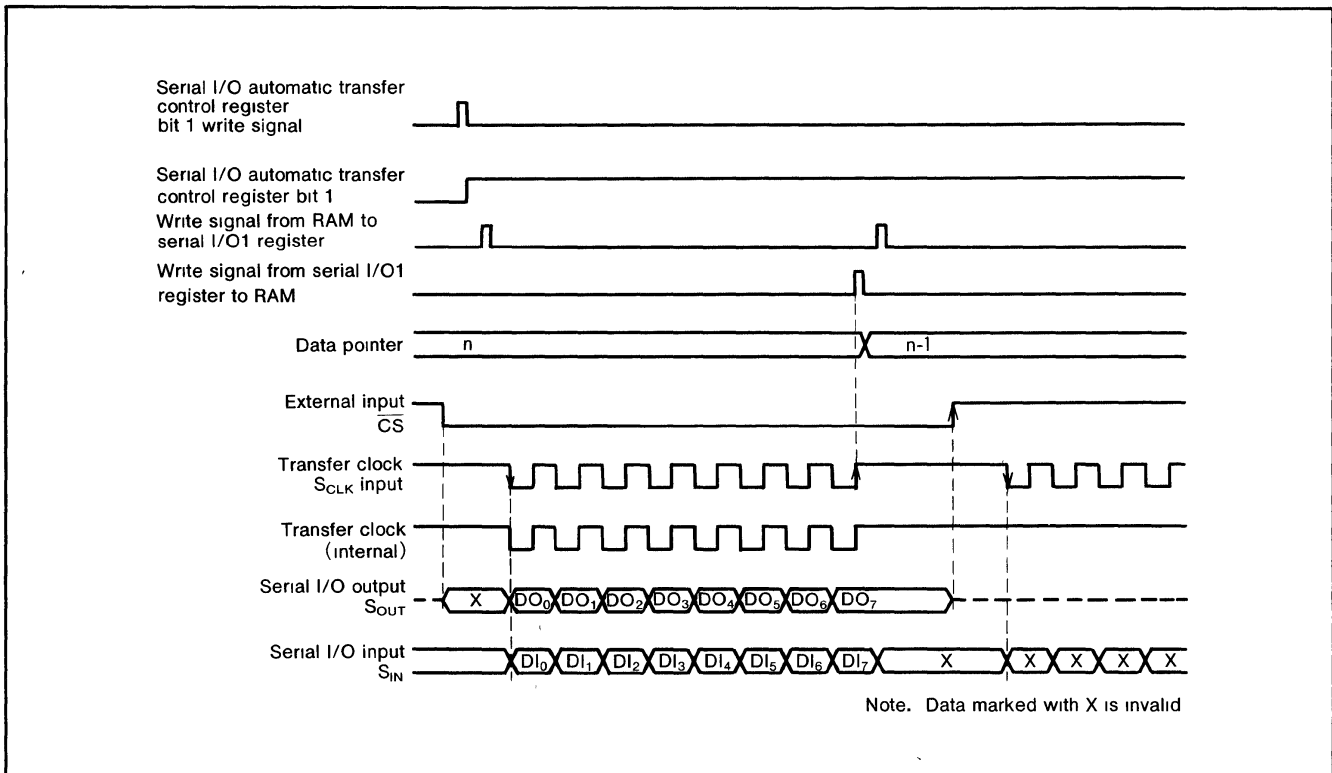 Serial I/O automatic transfer
control register
bit 1 write signal
Serial I/O automatic transfer
control register bit 1
Write signal from RAM to
serial I/O1 register
Write signal from serial I/O1
register to RAM
Data pointer
n
n-1
External input
CS
Transfer clock
SCLK input
Transfer clock
(internal)
Serial I/O output
SOUT
X DO0 DO1 DO2 DO3 DO4 DO5 DO6 DO7
Serial I/O input
SIN
DI0 DI1 DI2 DI3 DI4 DI5 DI6 DI7 X X X X X
Note. Data marked with X is invalid